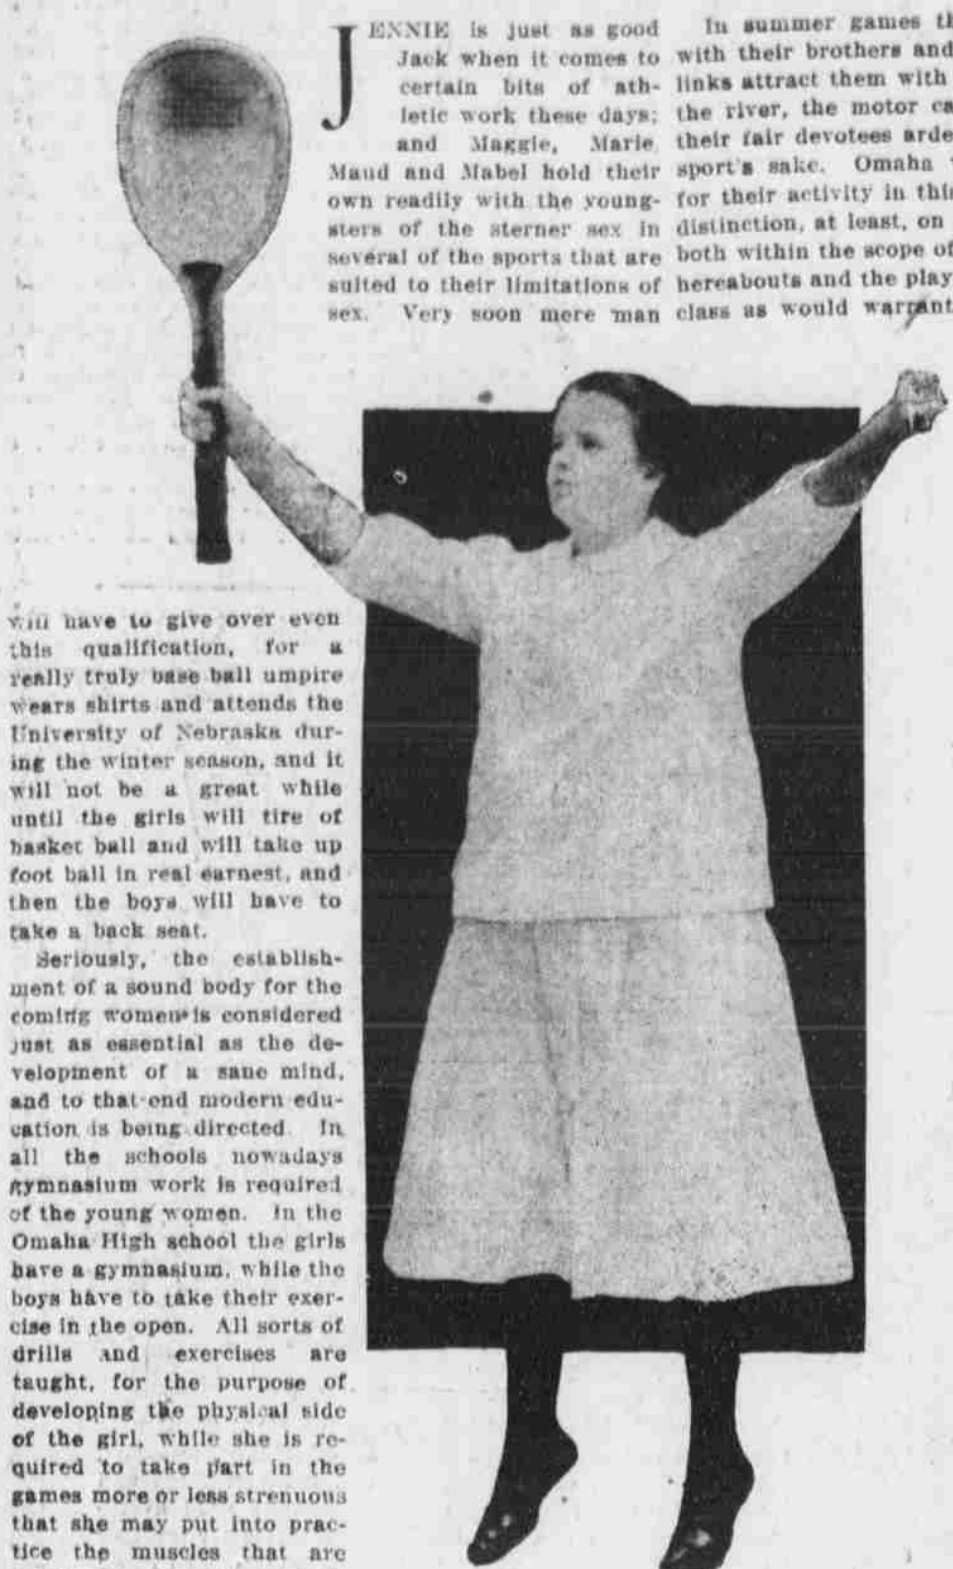 JENNIE is just as good
Jack when it comes to
certain bits of ath-
letic work these days;
and Maggie, Marie,
Maud and Mabel hold their
own readily with the young-
sters of the sterner sex in
several of the sports that are
suited to their limitations of
sex. Very soon mere man
will have to give over even
this qualification, for a
really truly base ball umpire
wears shirts and attends the
University of Nebraska dur-
ing the winter season, and it
will not be a great while
until the girls will tire of
basket ball and will take up
foot ball in real earnest, and
then the boys will have to
take a back seat.
Seriously, the establish-
ment of a sound body for the
coming women is considered
just as essential as the de-
velopment of a sane mind,
and to that end modern edu-
cation is being directed. In
all the schools nowadays
gymnasium work is required
of the young women. In the
Omaha High school the girls
have a gymnasium, while the
boys have to take their exer-
cise in the open. All sorts of
drills and exercises are
taught, for the purpose of
developing the physical side
of the girl, while she is re-
quired to take part in the
games more or less strenuous
that she may put into prac-
tice the muscles that are
In summer games
with their brothers and
links attract them with
the river, the motor
their fair devotees
sport's sake. Omaha
for their activity in
distinction, at least, on
both within the scope of
hereabouts and the
class as would warrant